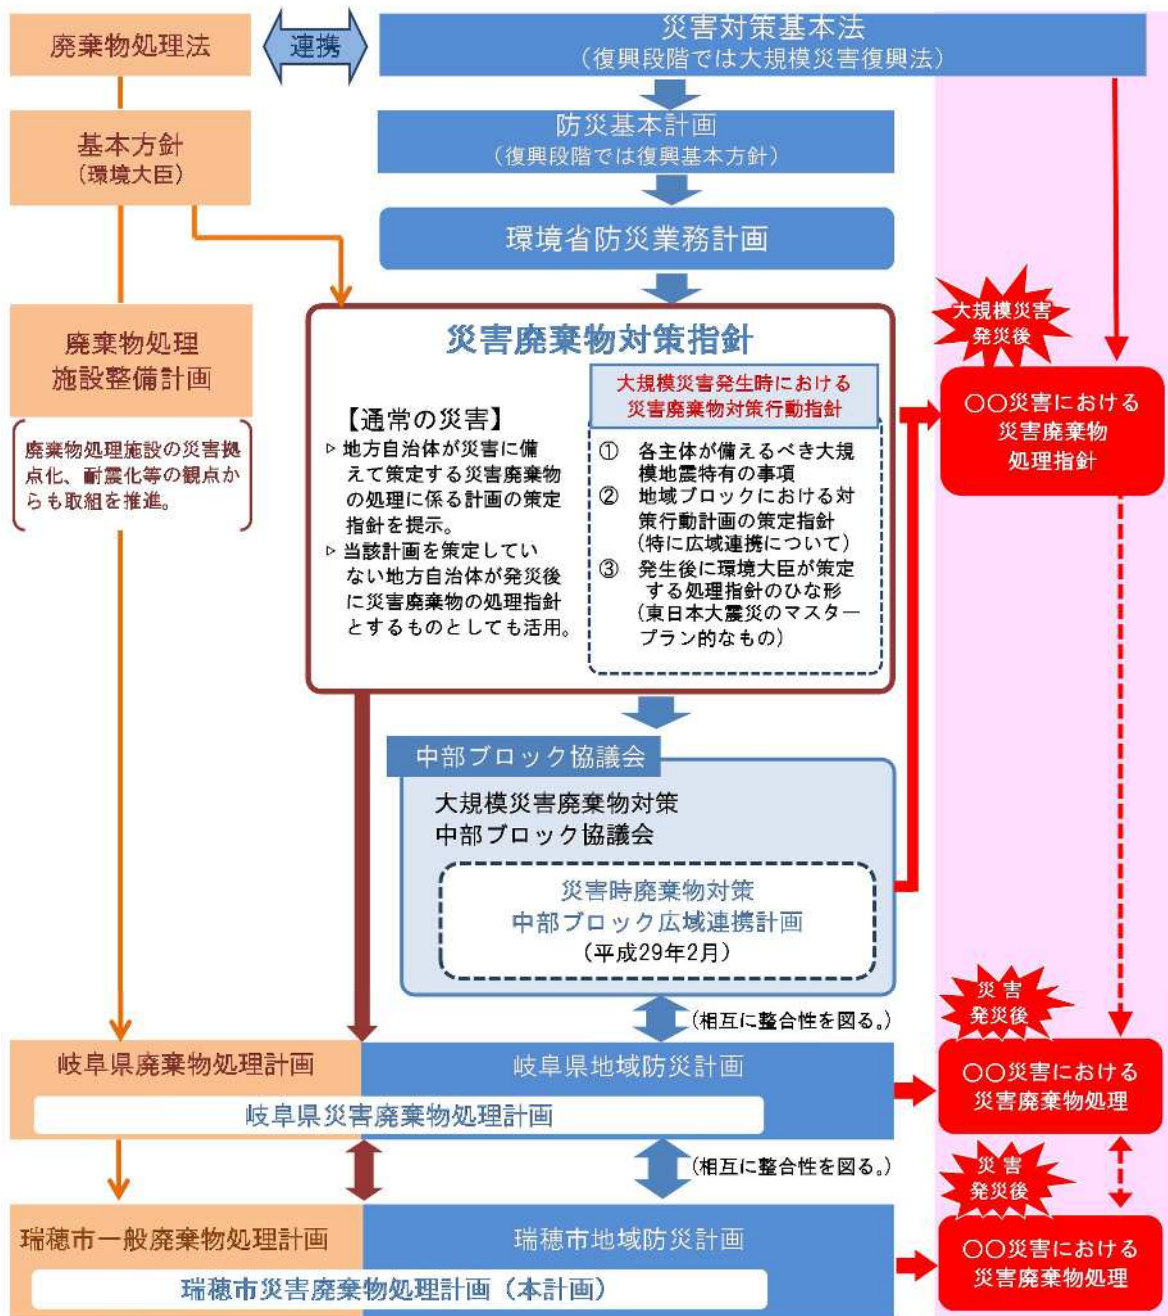 廃棄物処理法
連携
災害対策基本法
(復興段階では大規模災害復興法)
基本方針
(環境大臣)
防災基本計画
(復興段階では復興基本方針)
環境省防災業務計画
廃棄物処理
施設整備計画
廃棄物処理施設の災害拠
点化、耐震化等の観点か
らも取組を推進。
災害廃棄物対策指針
【通常の災害】
▷ 地方自治体が災害に備
えて策定する災害廃棄物
の処理に係る計画の策定
指針を提示。
▷ 当該計画を策定してい
ない地方自治体が発災後
に災害廃棄物の処理指針
とするものとしても活用。
大規模災害発生時における
災害廃棄物対策行動指針
① 各主体が備えるべき大規
模地震特有の事項
② 地域ブロックにおける対
策行動計画の策定指針
(特に広域連携について)
③ 発生後に環境大臣が策定
する処理指針のひな形
(東日本大震災のマスター
プラン的なもの)
大規模災害
発災後
〇〇災害における
災害廃棄物
処理指針
中部ブロック協議会
大規模災害廃棄物対策
中部ブロック協議会
災害時廃棄物対策
中部ブロック広域連携計画
(平成29年2月)
(相互に整合性を図る。)
災害
発災後
岐阜県廃棄物処理計画
岐阜県地域防災計画
岐阜県災害廃棄物処理計画
〇〇災害における
災害廃棄物処理
(相互に整合性を図る。)
災害
発災後
瑞穂市一般廃棄物処理計画
瑞穂市地域防災計画
瑞穂市災害廃棄物処理計画(本計画)
〇〇災害における
災害廃棄物処理